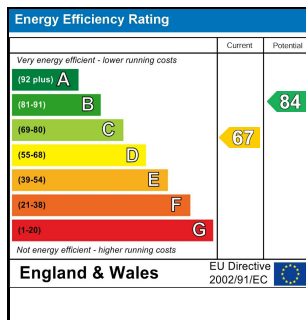 Energy Efficiency Rating
Current Potential
Very energy efficient - lower running costs
(92 plus) A
(81-91) B
(69-80) C
(55-68) D
(39-54) E
(21-38) F
(1-20) G
67
84
Not energy efficient - higher running costs
England & Wales
EU Directive
2002/91/EC